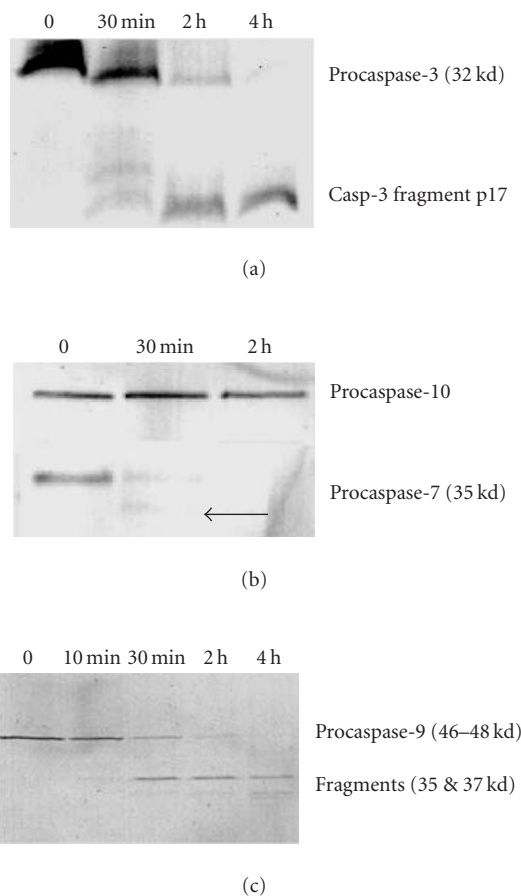 0 30 min 2 h 4 h
Procaspase-3 (32 kd)
Casp-3 fragment p17
(a)
0 30 min 2 h
Procaspase-10
Procaspase-7 (35 kd)
(b)
0 10 min 30 min 2 h 4 h
Procaspase-9 (46–48 kd)
Fragments (35 & 37 kd)
(c)